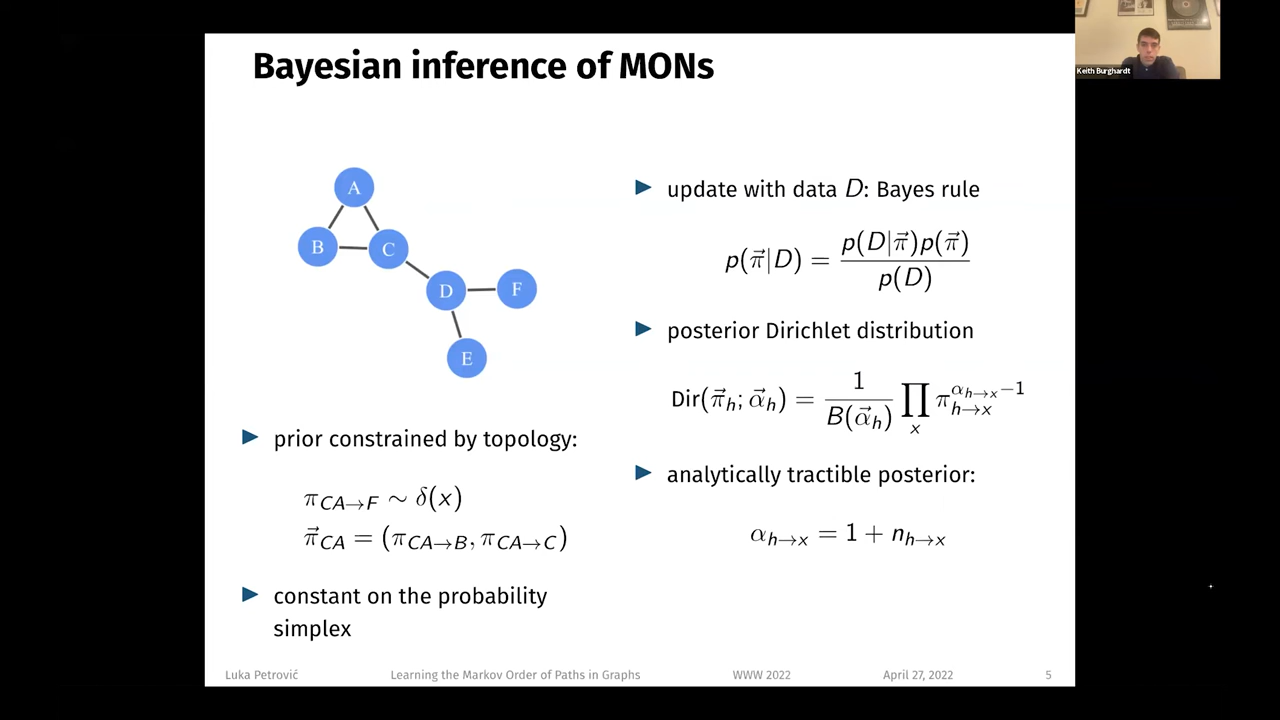 Bayesian inference of MONs
Keith Burghardt
A
B
C
D
F
E
▶ prior constrained by topology:
π_{CA→F} ∼ δ(x)
π⃗_{CA} = (π_{CA→B}, π_{CA→C})
▶ constant on the probability
simplex
▶ update with data D: Bayes rule
p(π⃗|D) = p(D|π⃗)p(π⃗) / p(D)
▶ posterior Dirichlet distribution
Dir(π⃗_h; α⃗_h) = 1 / B(α⃗_h) ∏_x π_{h→x}^{α_{h→x}−1}
▶ analytically tractible posterior:
α_{h→x} = 1 + n_{h→x}
Luka Petrović Learning the Markov Order of Paths in Graphs WWW 2022 April 27, 2022 5